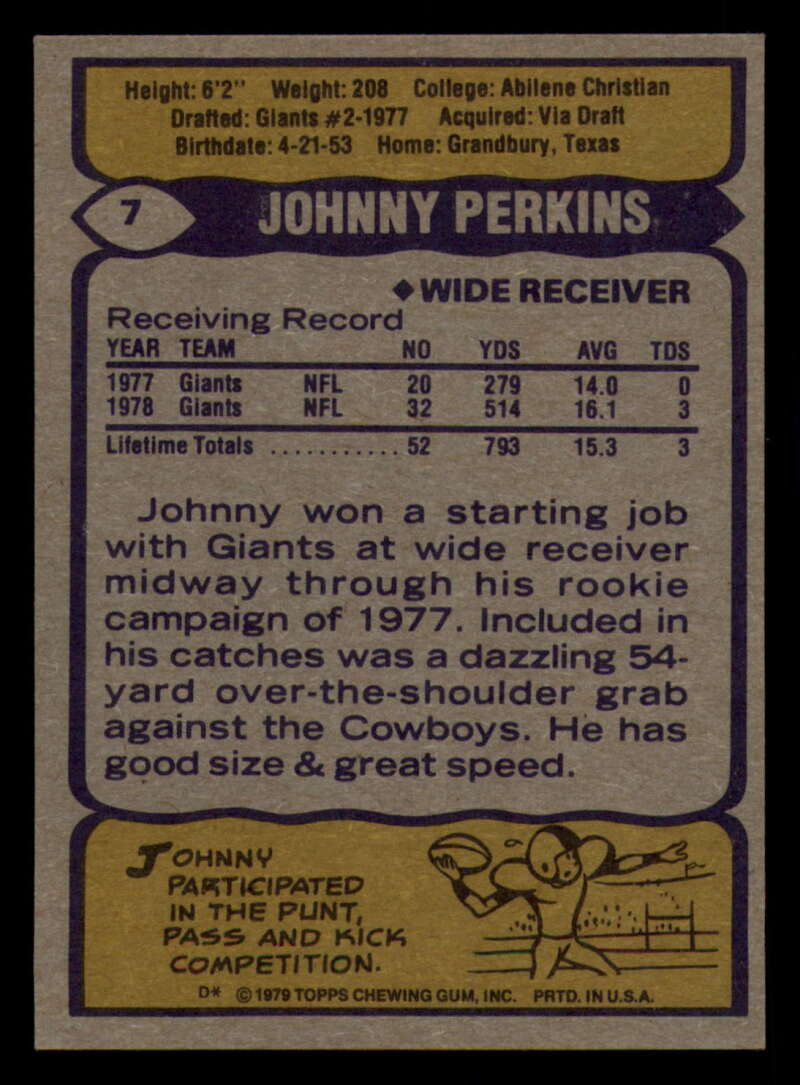 Height: 6'2" Weight: 208 College: Abilene Christian
Drafted: Giants #2-1977 Acquired: Via Draft
Birthdate: 4-21-53 Home: Grandbury, Texas
7 JOHNNY PERKINS
◆ WIDE RECEIVER
Receiving Record
YEAR TEAM NO YDS AVG TDS
1977 Giants NFL 20 279 14.0 0
1978 Giants NFL 32 514 16.1 3
Lifetime Totals ........... 52 793 15.3 3
Johnny won a starting job
with Giants at wide receiver
midway through his rookie
campaign of 1977. Included in
his catches was a dazzling 54-
yard over-the-shoulder grab
against the Cowboys. He has
good size & great speed.
JOHNNY
PARTICIPATED
IN THE PUNT,
PASS AND KICK
COMPETITION.
D* © 1979 TOPPS CHEWING GUM, INC. PRTD. IN U.S.A.